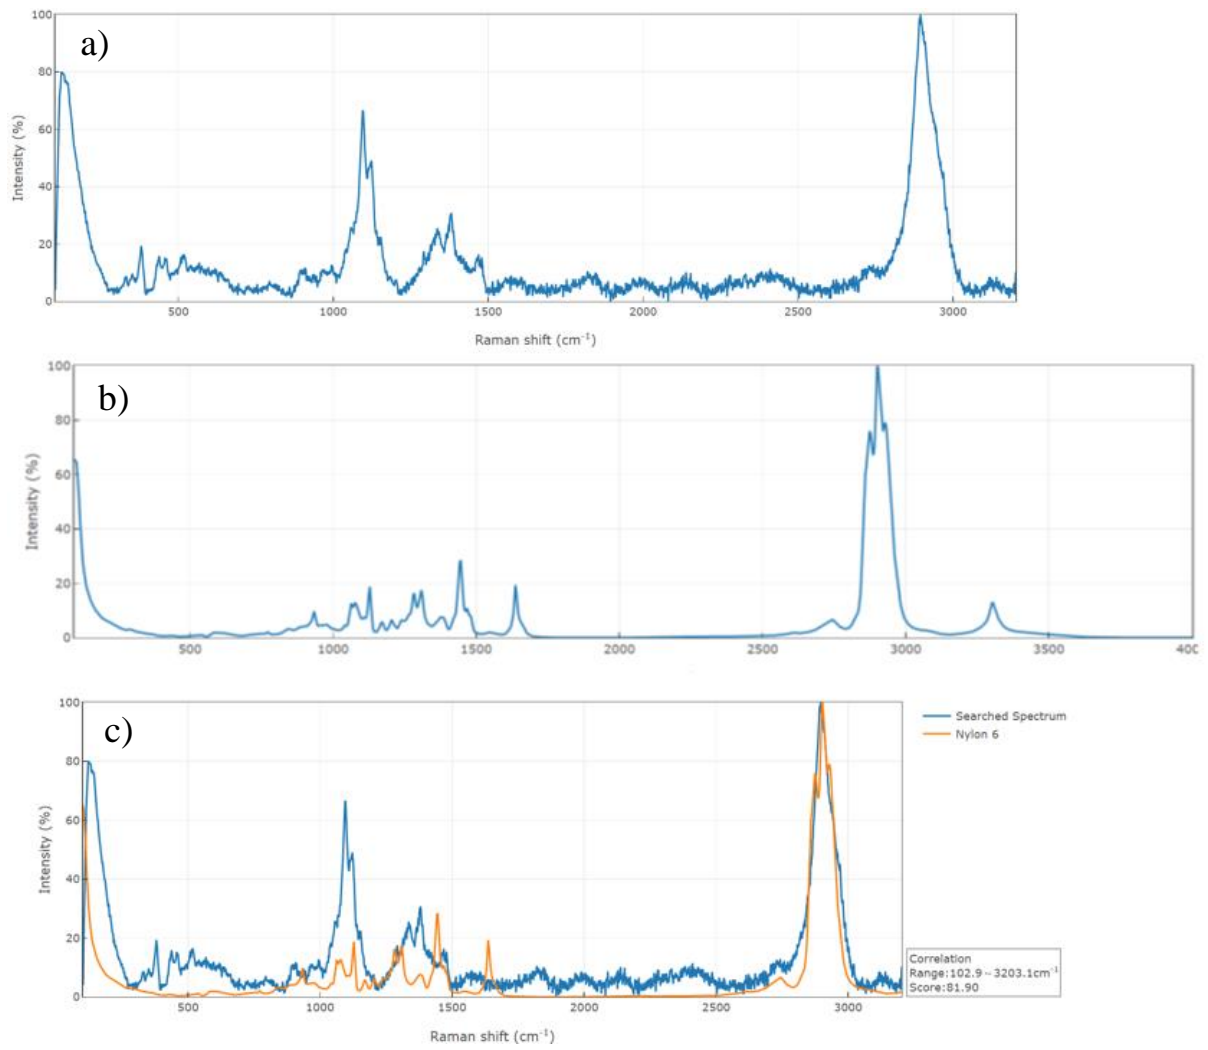 a)
100
80
60
40
20
0
Intensity (%)
500
1000
1500
2000
2500
3000
Raman shift (cm⁻¹)
b)
100
80
60
40
20
0
Intensity (%)
500
1000
1500
2000
2500
3000
3500
400
c)
100
80
60
40
20
0
Intensity (%)
500
1000
1500
2000
2500
3000
Raman shift (cm⁻¹)
Searched Spectrum
Nylon 6
Correlation
Range:102.9~3203.1cm⁻¹
Score:81.90